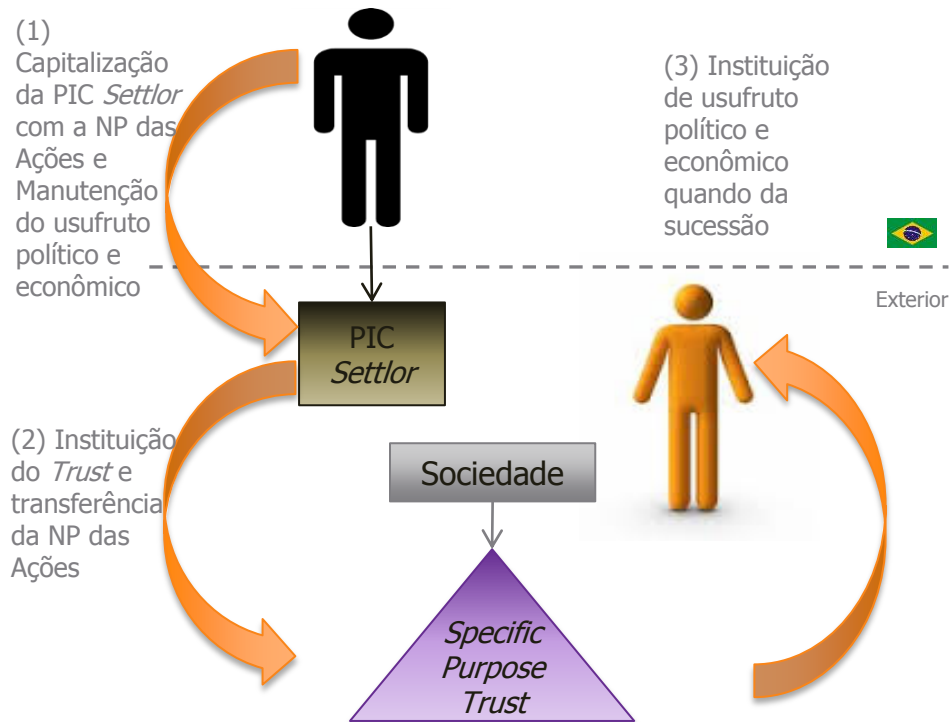 (1)
Capitalização
da PIC Settlor
com a NP das
Ações e
Manutenção
do usufruto
político e
econômico
(3) Instituição
de usufruto
político e
econômico
quando da
sucessão
Exterior
PIC
Settlor
(2) Instituição
do Trust e
transferência
da NP das
Ações
Sociedade
Specific
Purpose
Trust